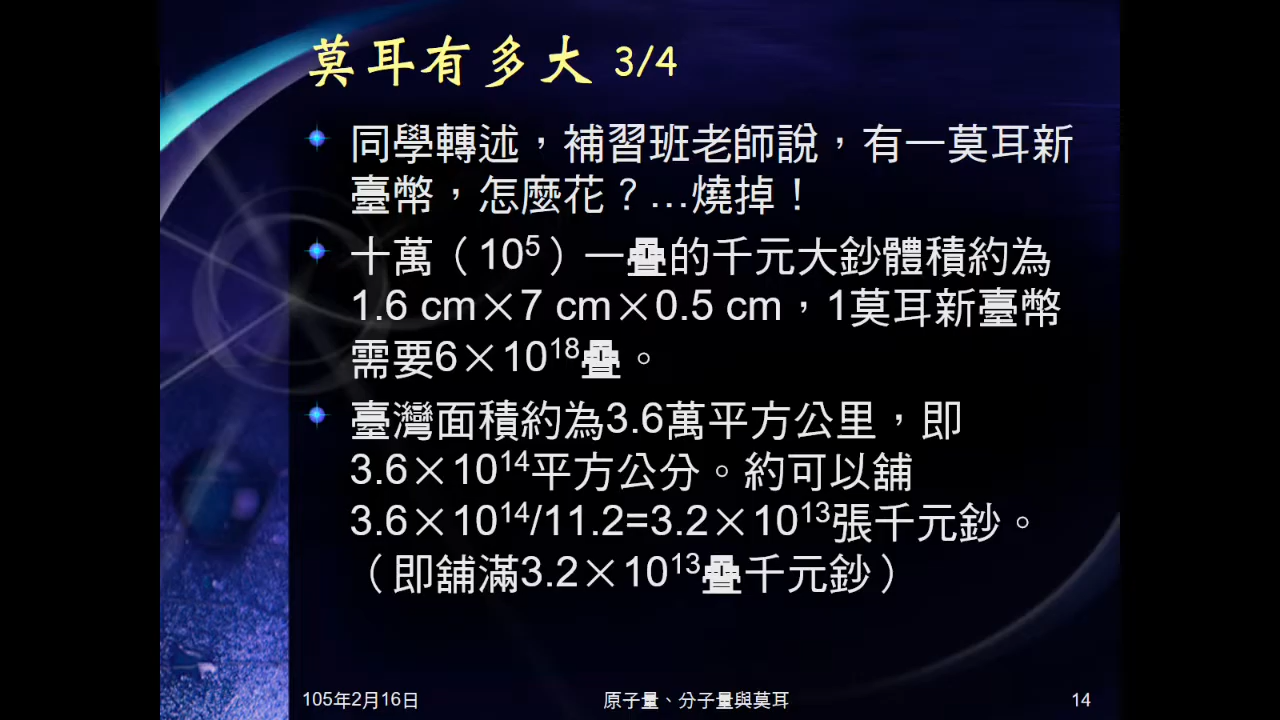 莫耳有多大 3/4
同學轉述，補習班老師說，有一莫耳新
臺幣，怎麼花？…燒掉！
十萬（10⁵）一疊的千元大鈔體積約為
1.6 cm×7 cm×0.5 cm，1莫耳新臺幣
需要6×10¹⁸疊。
臺灣面積約為3.6萬平方公里，即
3.6×10¹⁴平方公分。約可以舖
3.6×10¹⁴/11.2=3.2×10¹³張千元鈔。
（即舖滿3.2×10¹³疊千元鈔）
105年2月16日 原子量、分子量與莫耳 14